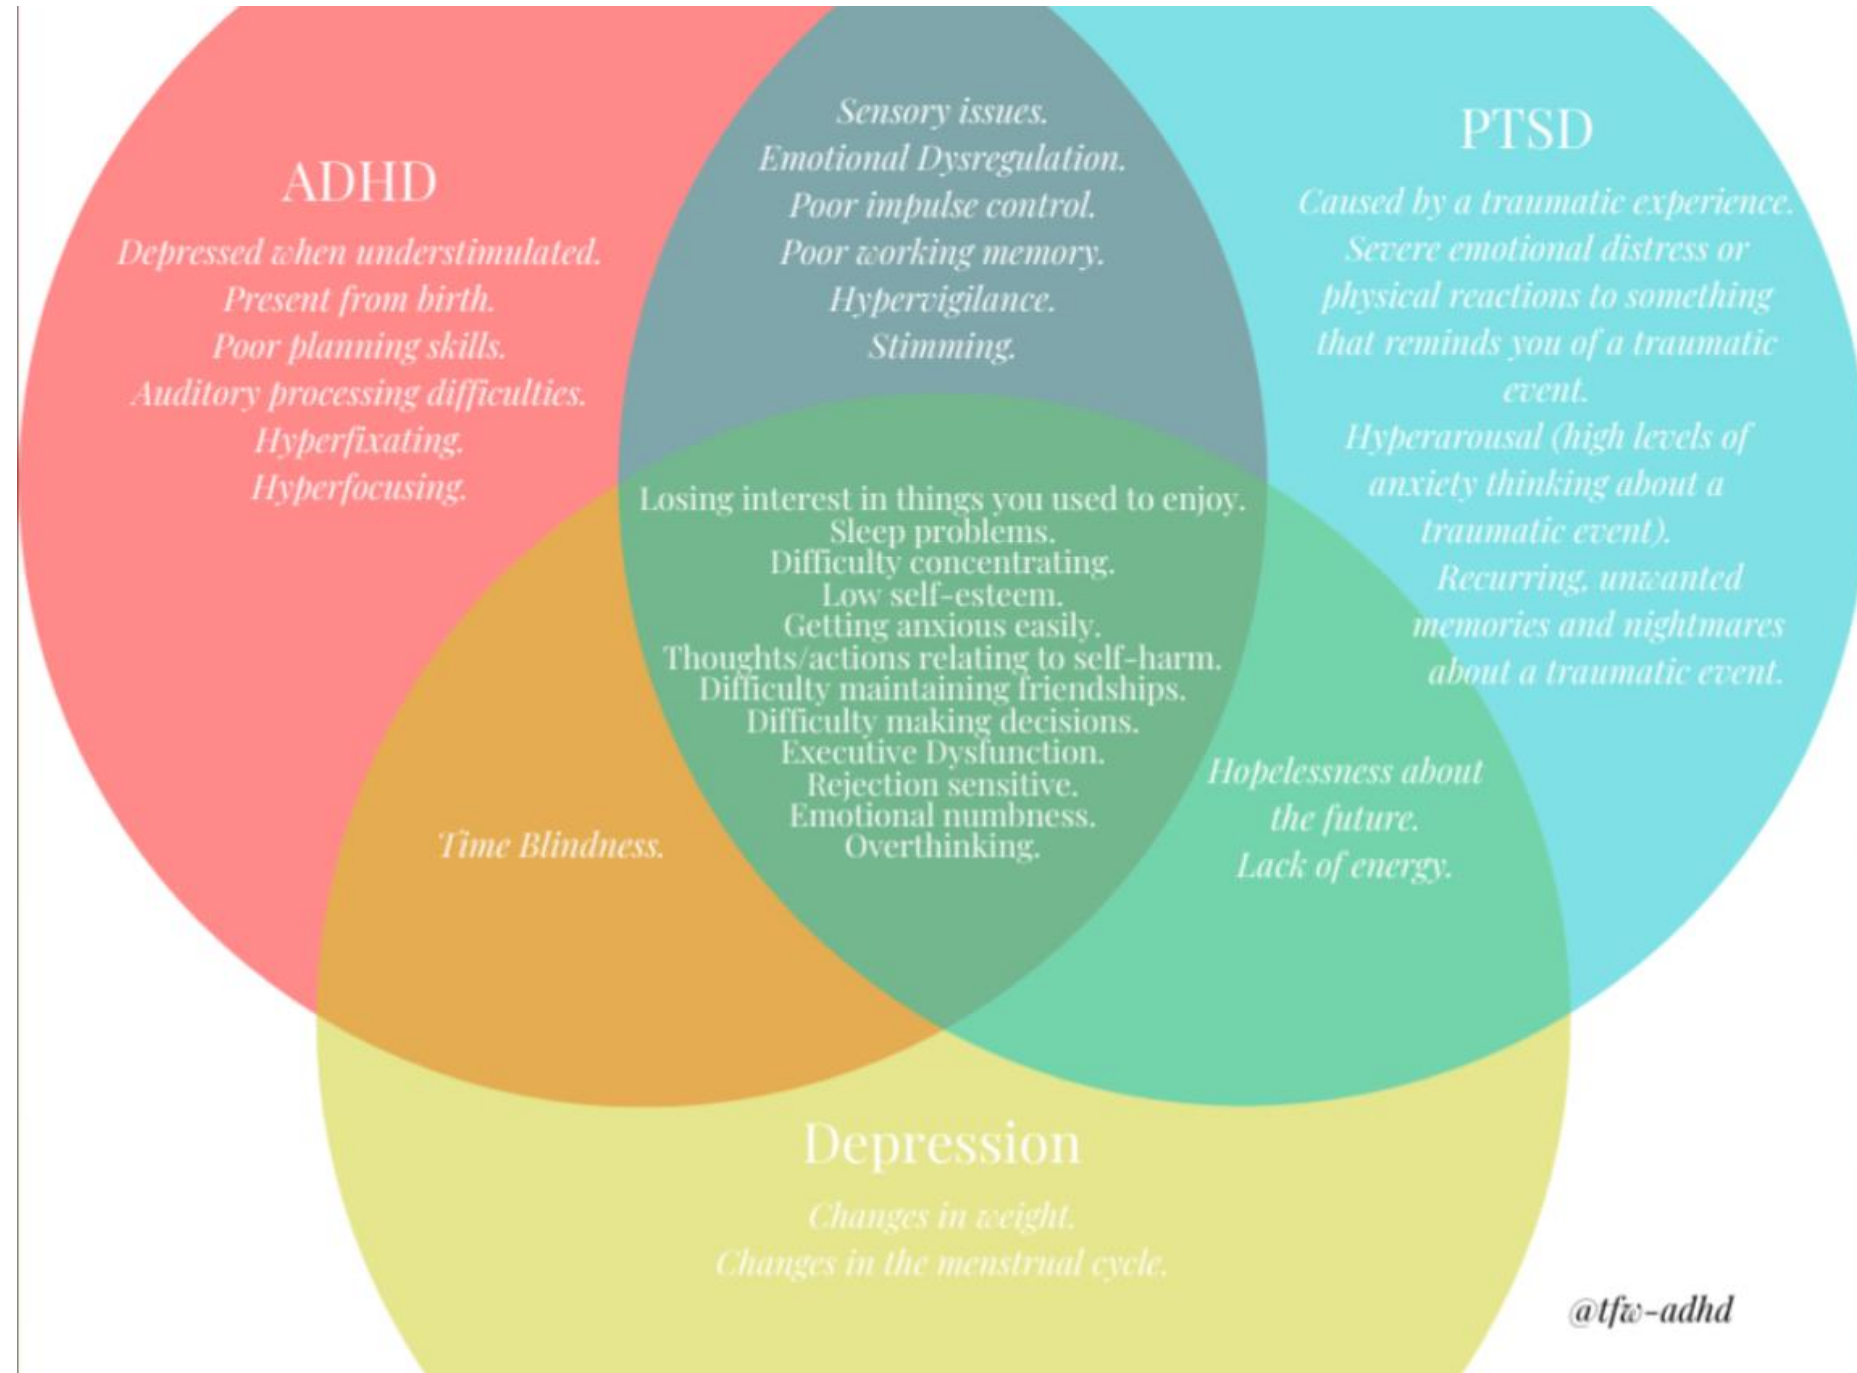 ADHD
Depressed when understimulated.
Present from birth.
Poor planning skills.
Auditory processing difficulties.
Hyperfixating.
Hyperfocusing.
Sensory issues.
Emotional Dysregulation.
Poor impulse control.
Poor working memory.
Hypervigilance.
Stimming.
PTSD
Caused by a traumatic experience.
Severe emotional distress or
physical reactions to something
that reminds you of a traumatic
event.
Hyperarousal (high levels of
anxiety thinking about a
traumatic event).
Recurring, unwanted
memories and nightmares
about a traumatic event.
Losing interest in things you used to enjoy.
Sleep problems.
Difficulty concentrating.
Low self-esteem.
Getting anxious easily.
Thoughts/actions relating to self-harm.
Difficulty maintaining friendships.
Difficulty making decisions.
Executive Dysfunction.
Rejection sensitive.
Emotional numbness.
Overthinking.
Time Blindness.
Hopelessness about
the future.
Lack of energy.
Depression
Changes in weight.
Changes in the menstrual cycle.
@tfw-adhd